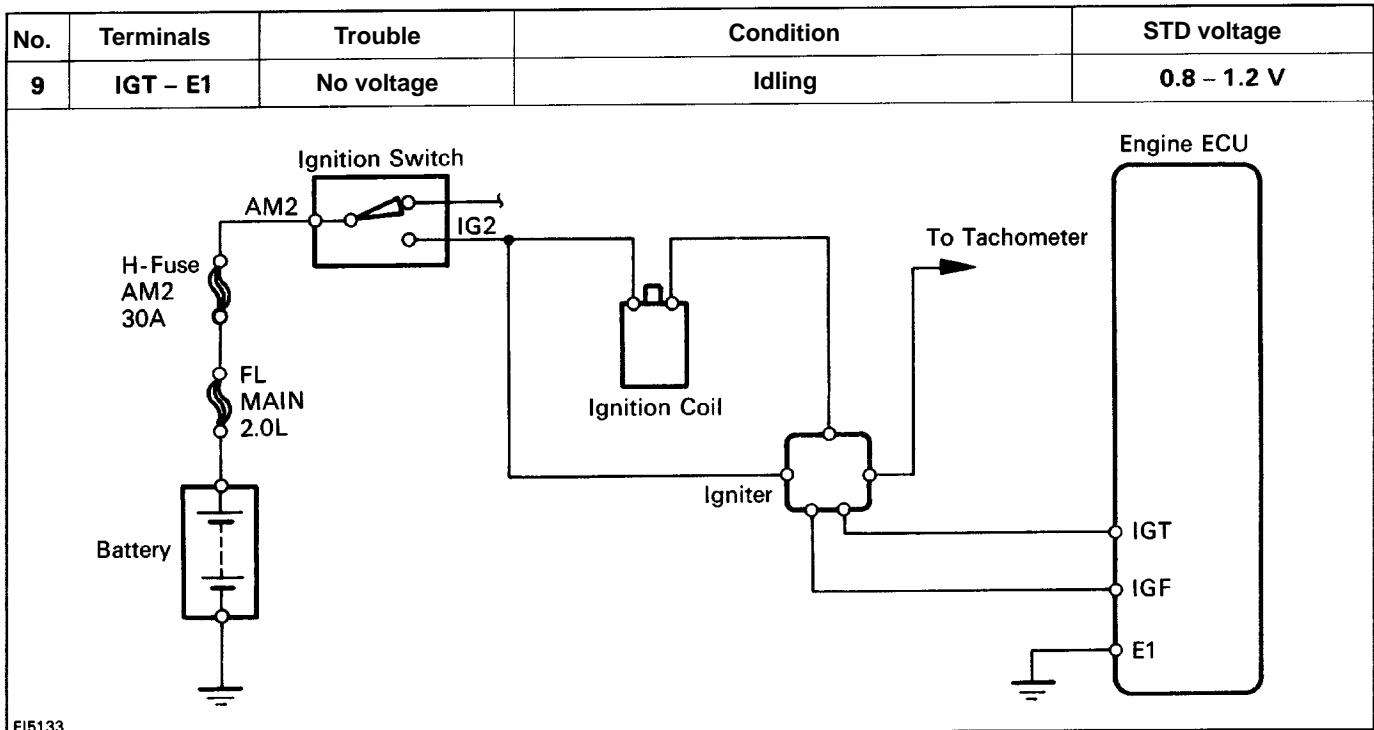 No. Terminals Trouble Condition STD voltage
9 IGT – E1 No voltage Idling 0.8 – 1.2 V
Engine ECU
Ignition Switch
AM2
IG2
To Tachometer
H-Fuse
AM2
30A
FL
MAIN
2.0L
Ignition Coil
Igniter
Battery
IGT
IGF
E1
FI5133